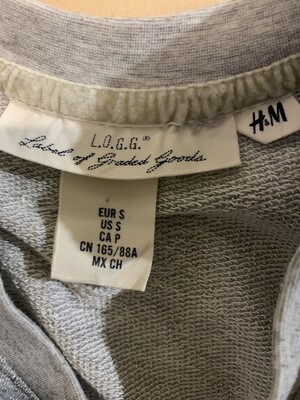 L.O.G.G.®
Label of Graded Goods
H&M
EUR S
US S
CA P
CN 165/88A
MX CH